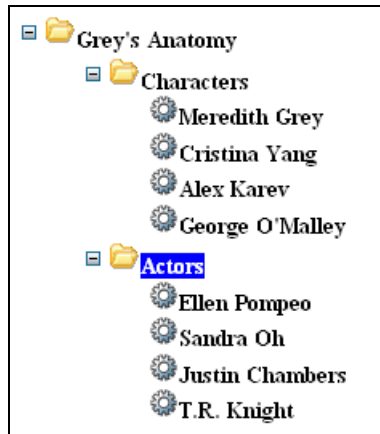 Grey's Anatomy
Characters
Meredith Grey
Cristina Yang
Alex Karev
George O'Malley
Actors
Ellen Pompeo
Sandra Oh
Justin Chambers
T.R. Knight